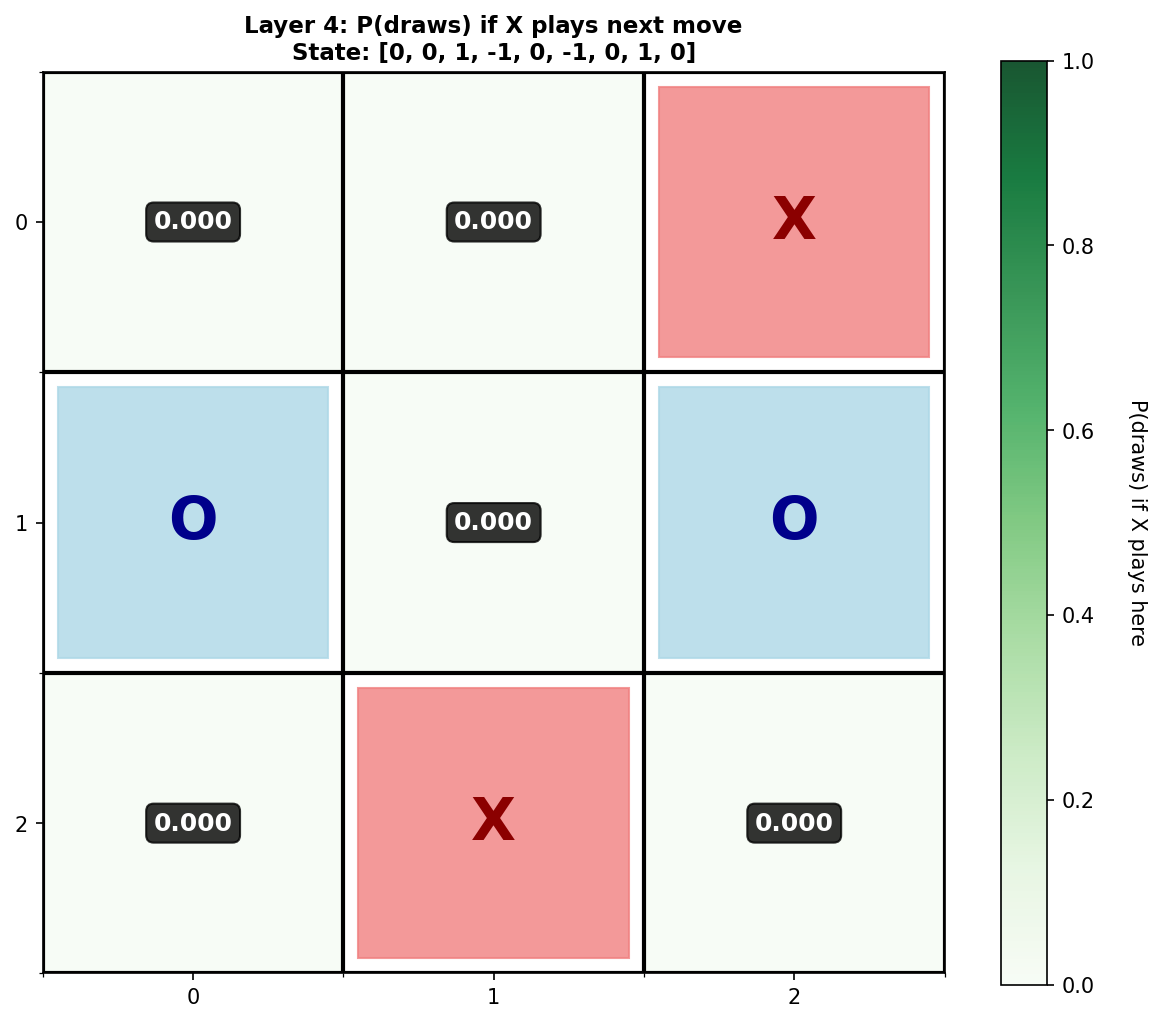 Layer 4: P(draws) if X plays next move
State: [0, 0, 1, -1, 0, -1, 0, 1, 0]
0
0.000
0.000
X
1
O
0.000
O
2
0.000
X
0.000
0
1
2
1.0
0.8
0.6
0.4
0.2
0.0
P(draws) if X plays here